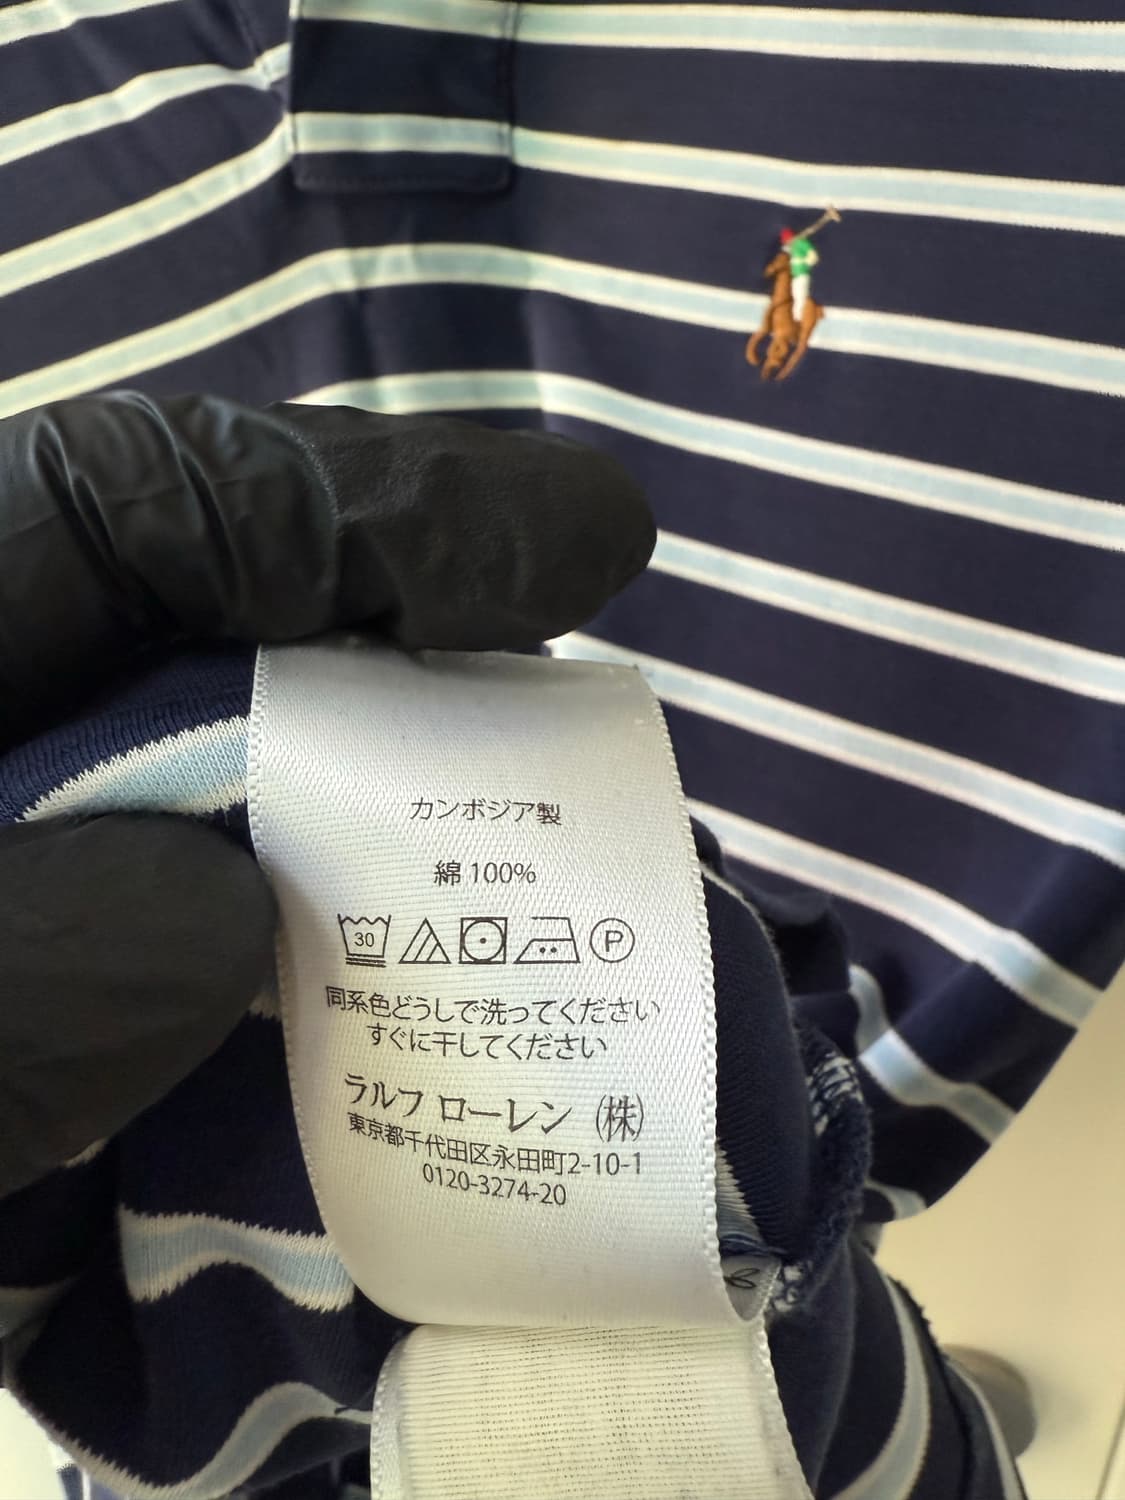 カンボジア製
綿 100%
30
P
同系色どうしで洗ってください
すぐに干してください
ラルフ ローレン (株)
東京都千代田区永田町2-10-1
0120-3274-20